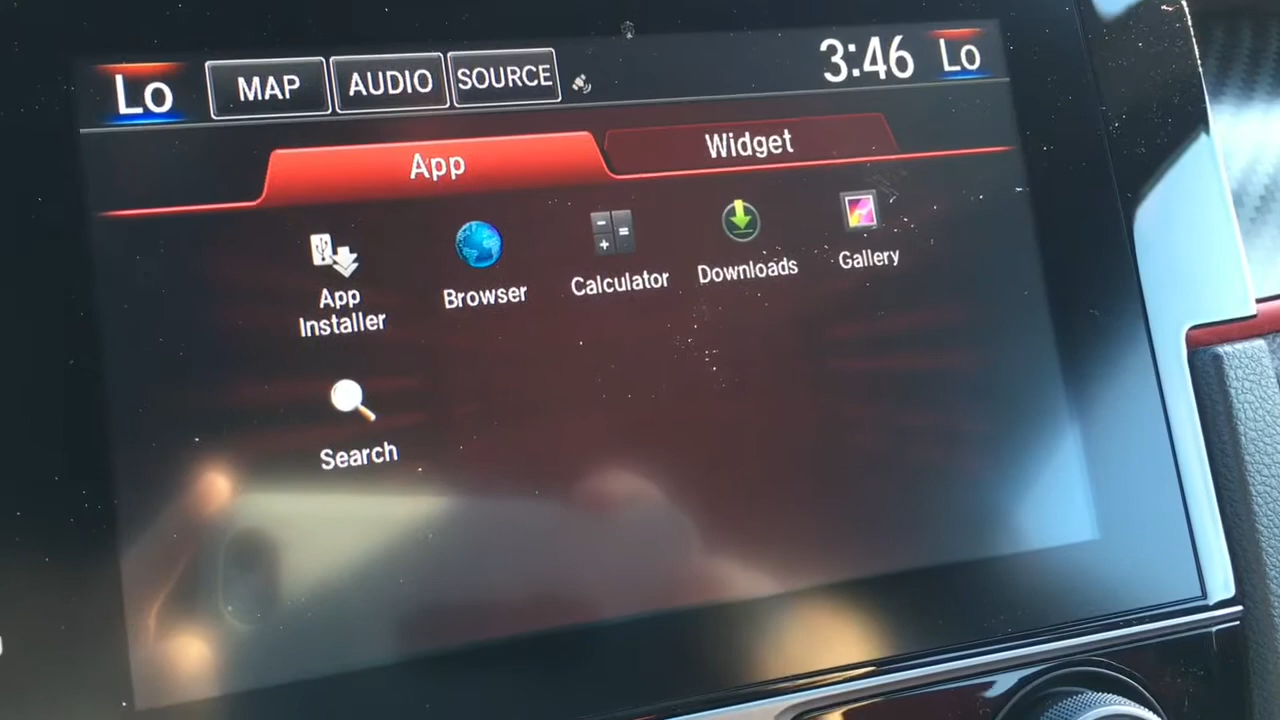 Lo MAP AUDIO SOURCE 3:46 Lo
App Widget
App
Installer
Browser
Calculator
Downloads
Gallery
Search